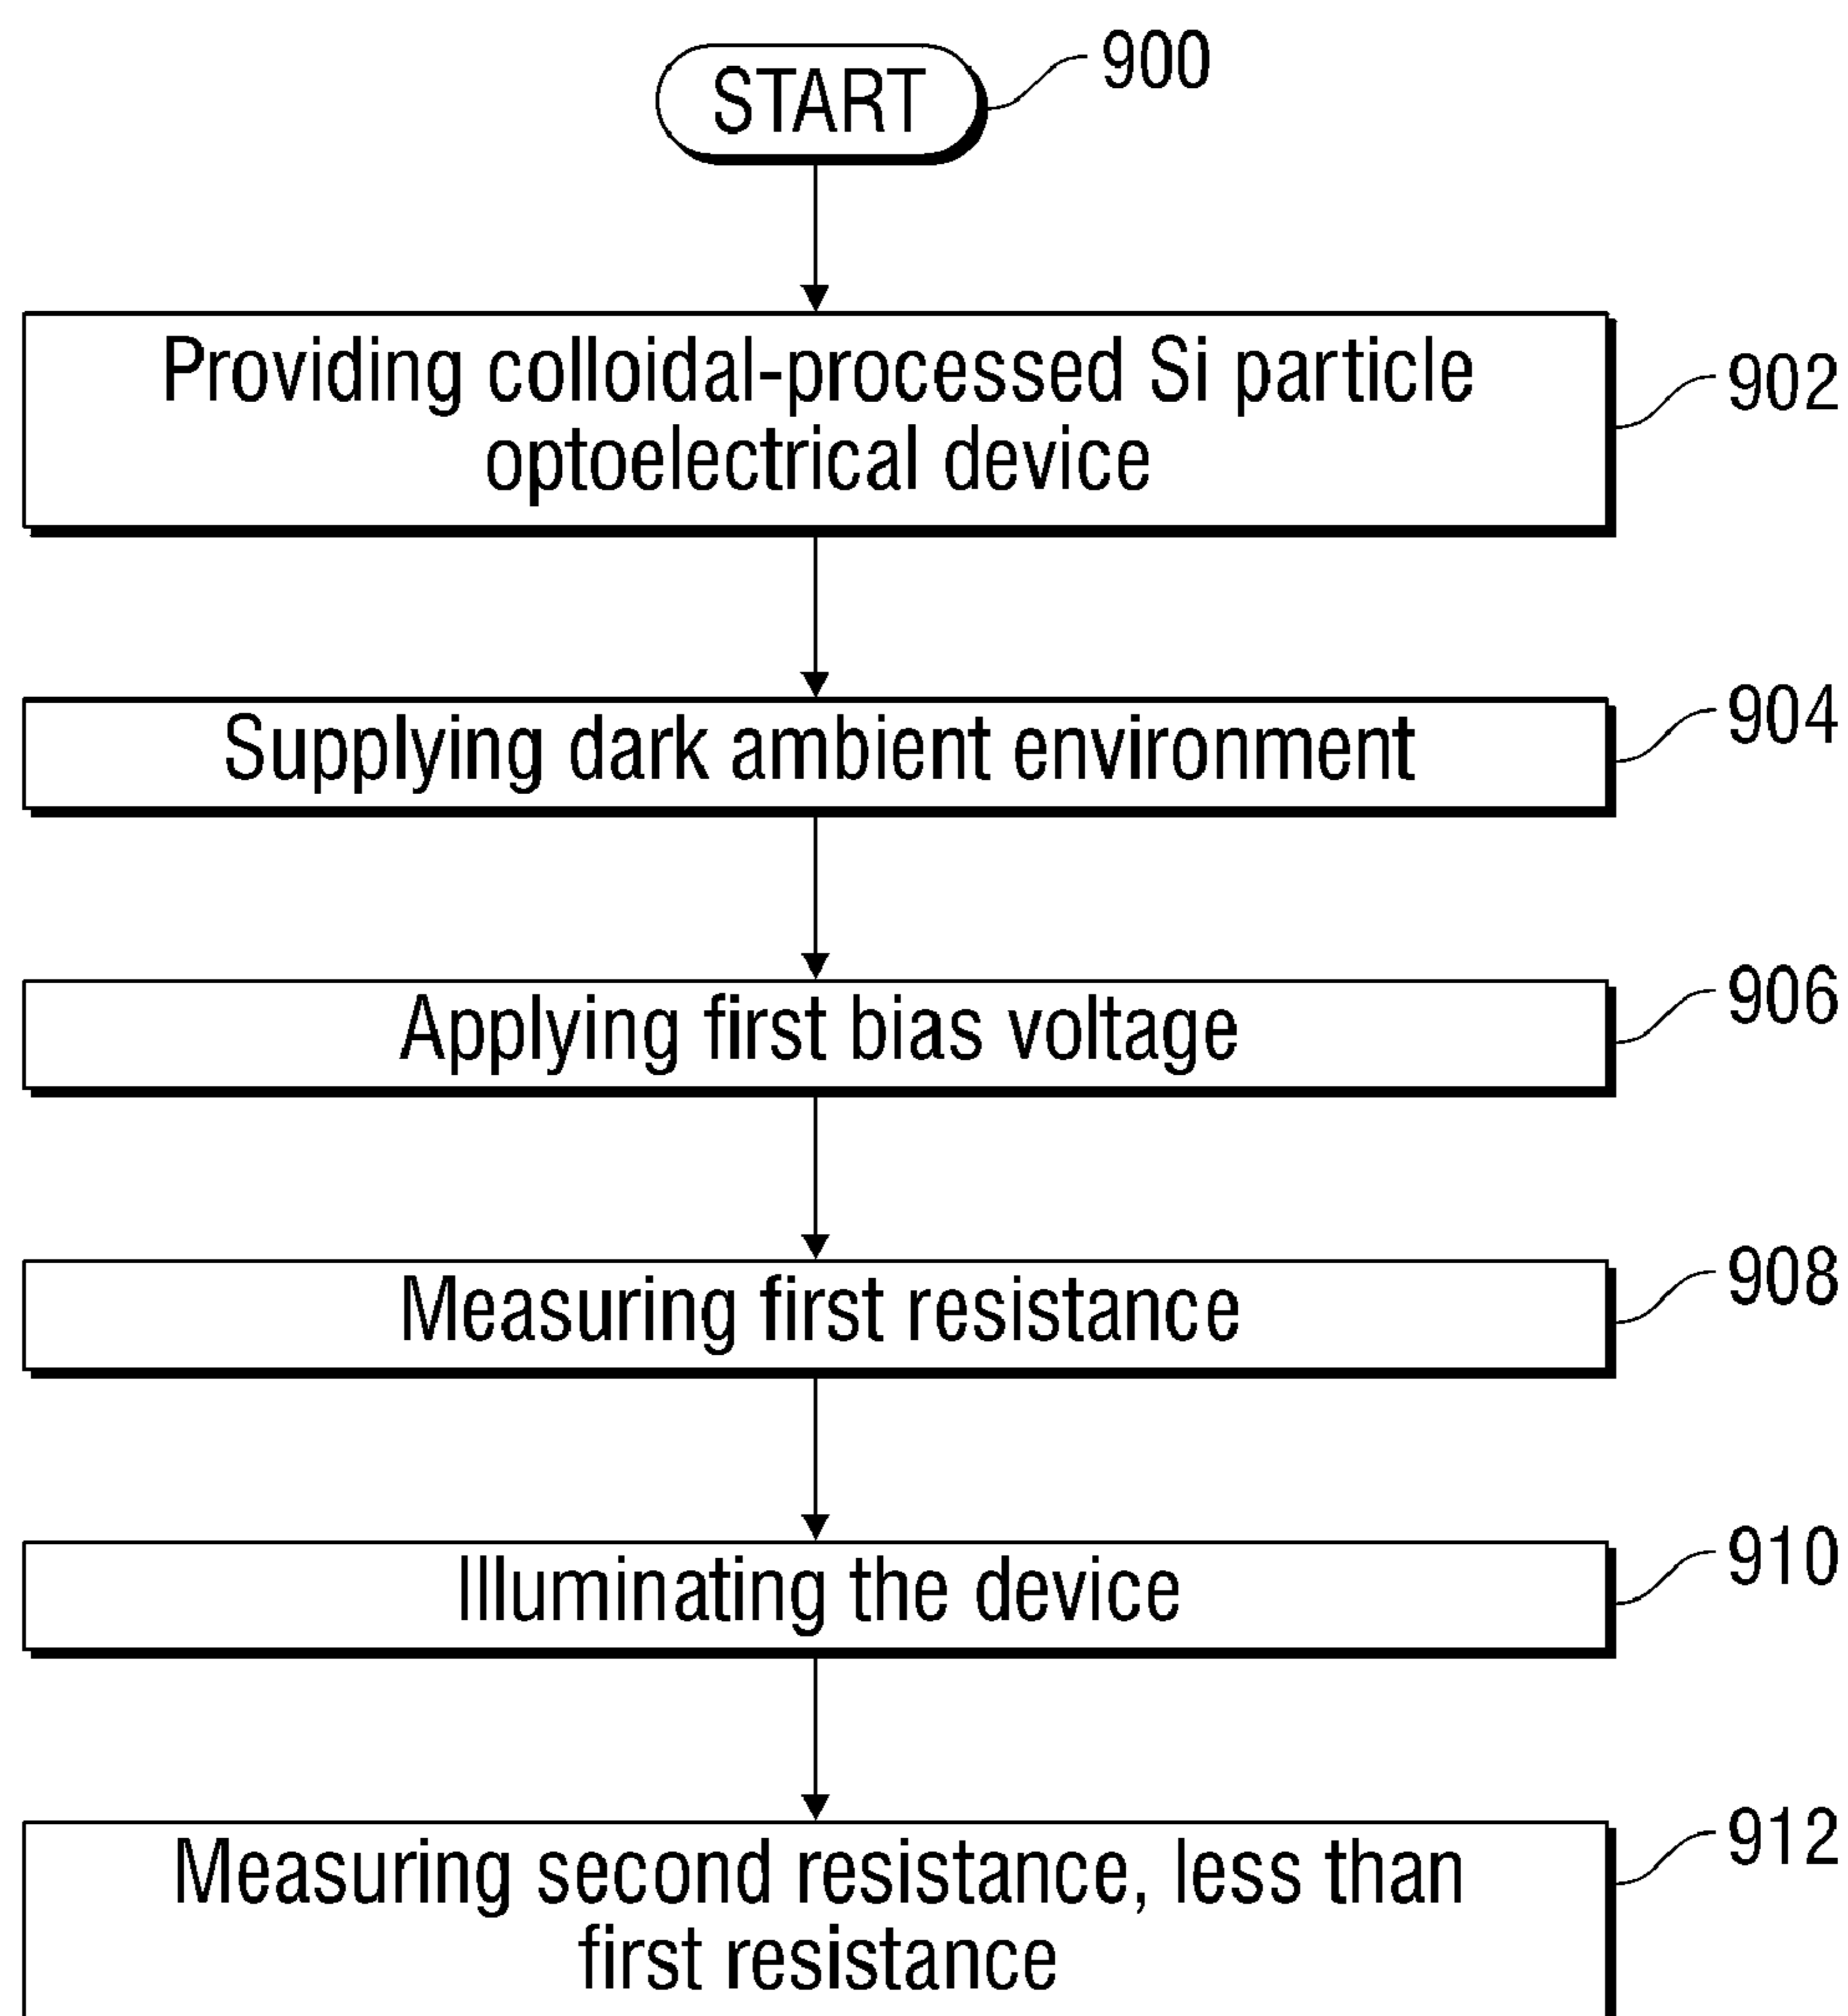 START
900
Providing colloidal-processed Si particle
optoelectrical device
902
Supplying dark ambient environment
904
Applying first bias voltage
906
Measuring first resistance
908
Illuminating the device
910
Measuring second resistance, less than
first resistance
912